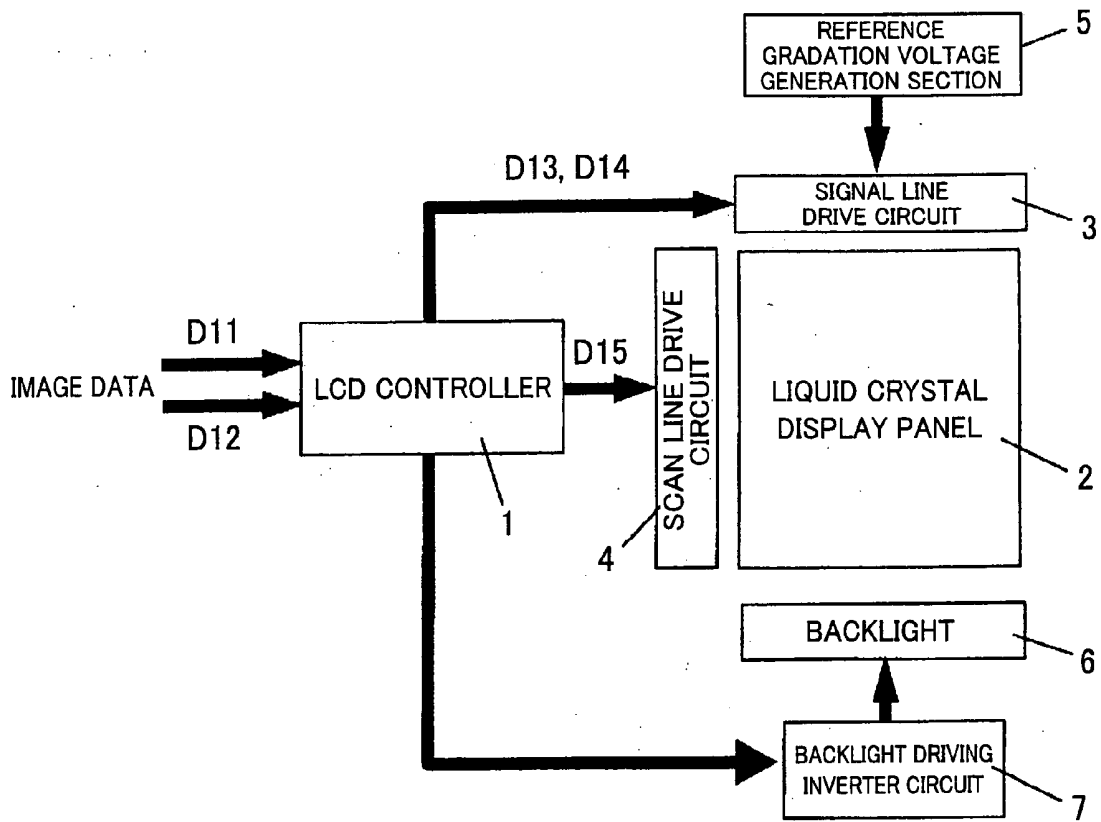 REFERENCE
GRADATION VOLTAGE
GENERATION SECTION
5
D13, D14
SIGNAL LINE
DRIVE CIRCUIT
3
IMAGE DATA
D11
D12
LCD CONTROLLER
1
D15
SCAN LINE DRIVE
CIRCUIT
4
LIQUID CRYSTAL
DISPLAY PANEL
2
BACKLIGHT
6
BACKLIGHT DRIVING
INVERTER CIRCUIT
7